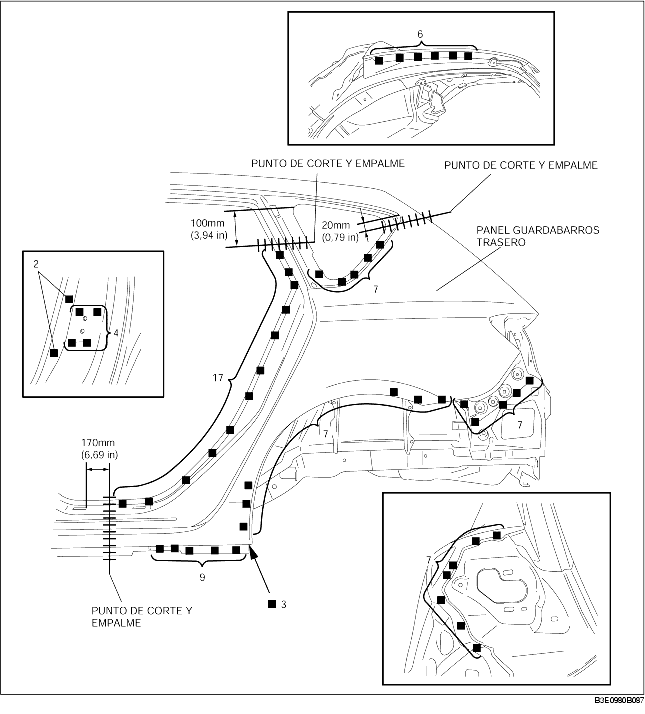 6
PUNTO DE CORTE Y EMPALME
PUNTO DE CORTE Y EMPALME
100mm
(3,94 in)
20mm
(0,79 in)
PANEL GUARDABARROS
TRASERO
2
4
7
17
7
7
170mm
(6,69 in)
7
9
3
PUNTO DE CORTE Y
EMPALME
B3E0980B097